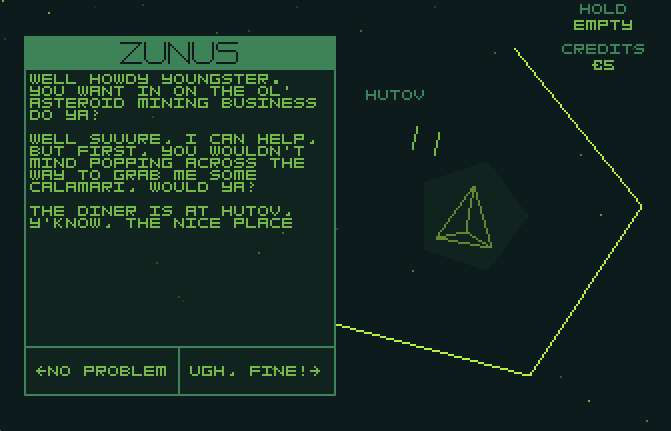 HOLD
EMPTY
CREDITS
£5
ZUNUS
WELL HOWDY YOUNGSTER.
YOU WANT IN ON THE OL'
ASTEROID MINING BUSINESS
DO YA?
WELL SUUURE, I CAN HELP,
BUT FIRST, YOU WOULDN'T
MIND POPPING ACROSS THE
WAY TO GRAB ME SOME
CALAMARI, WOULD YA?
THE DINER IS AT HUTOV,
Y'KNOW, THE NICE PLACE
←NO PROBLEM
UGH, FINE!→
HUTOV